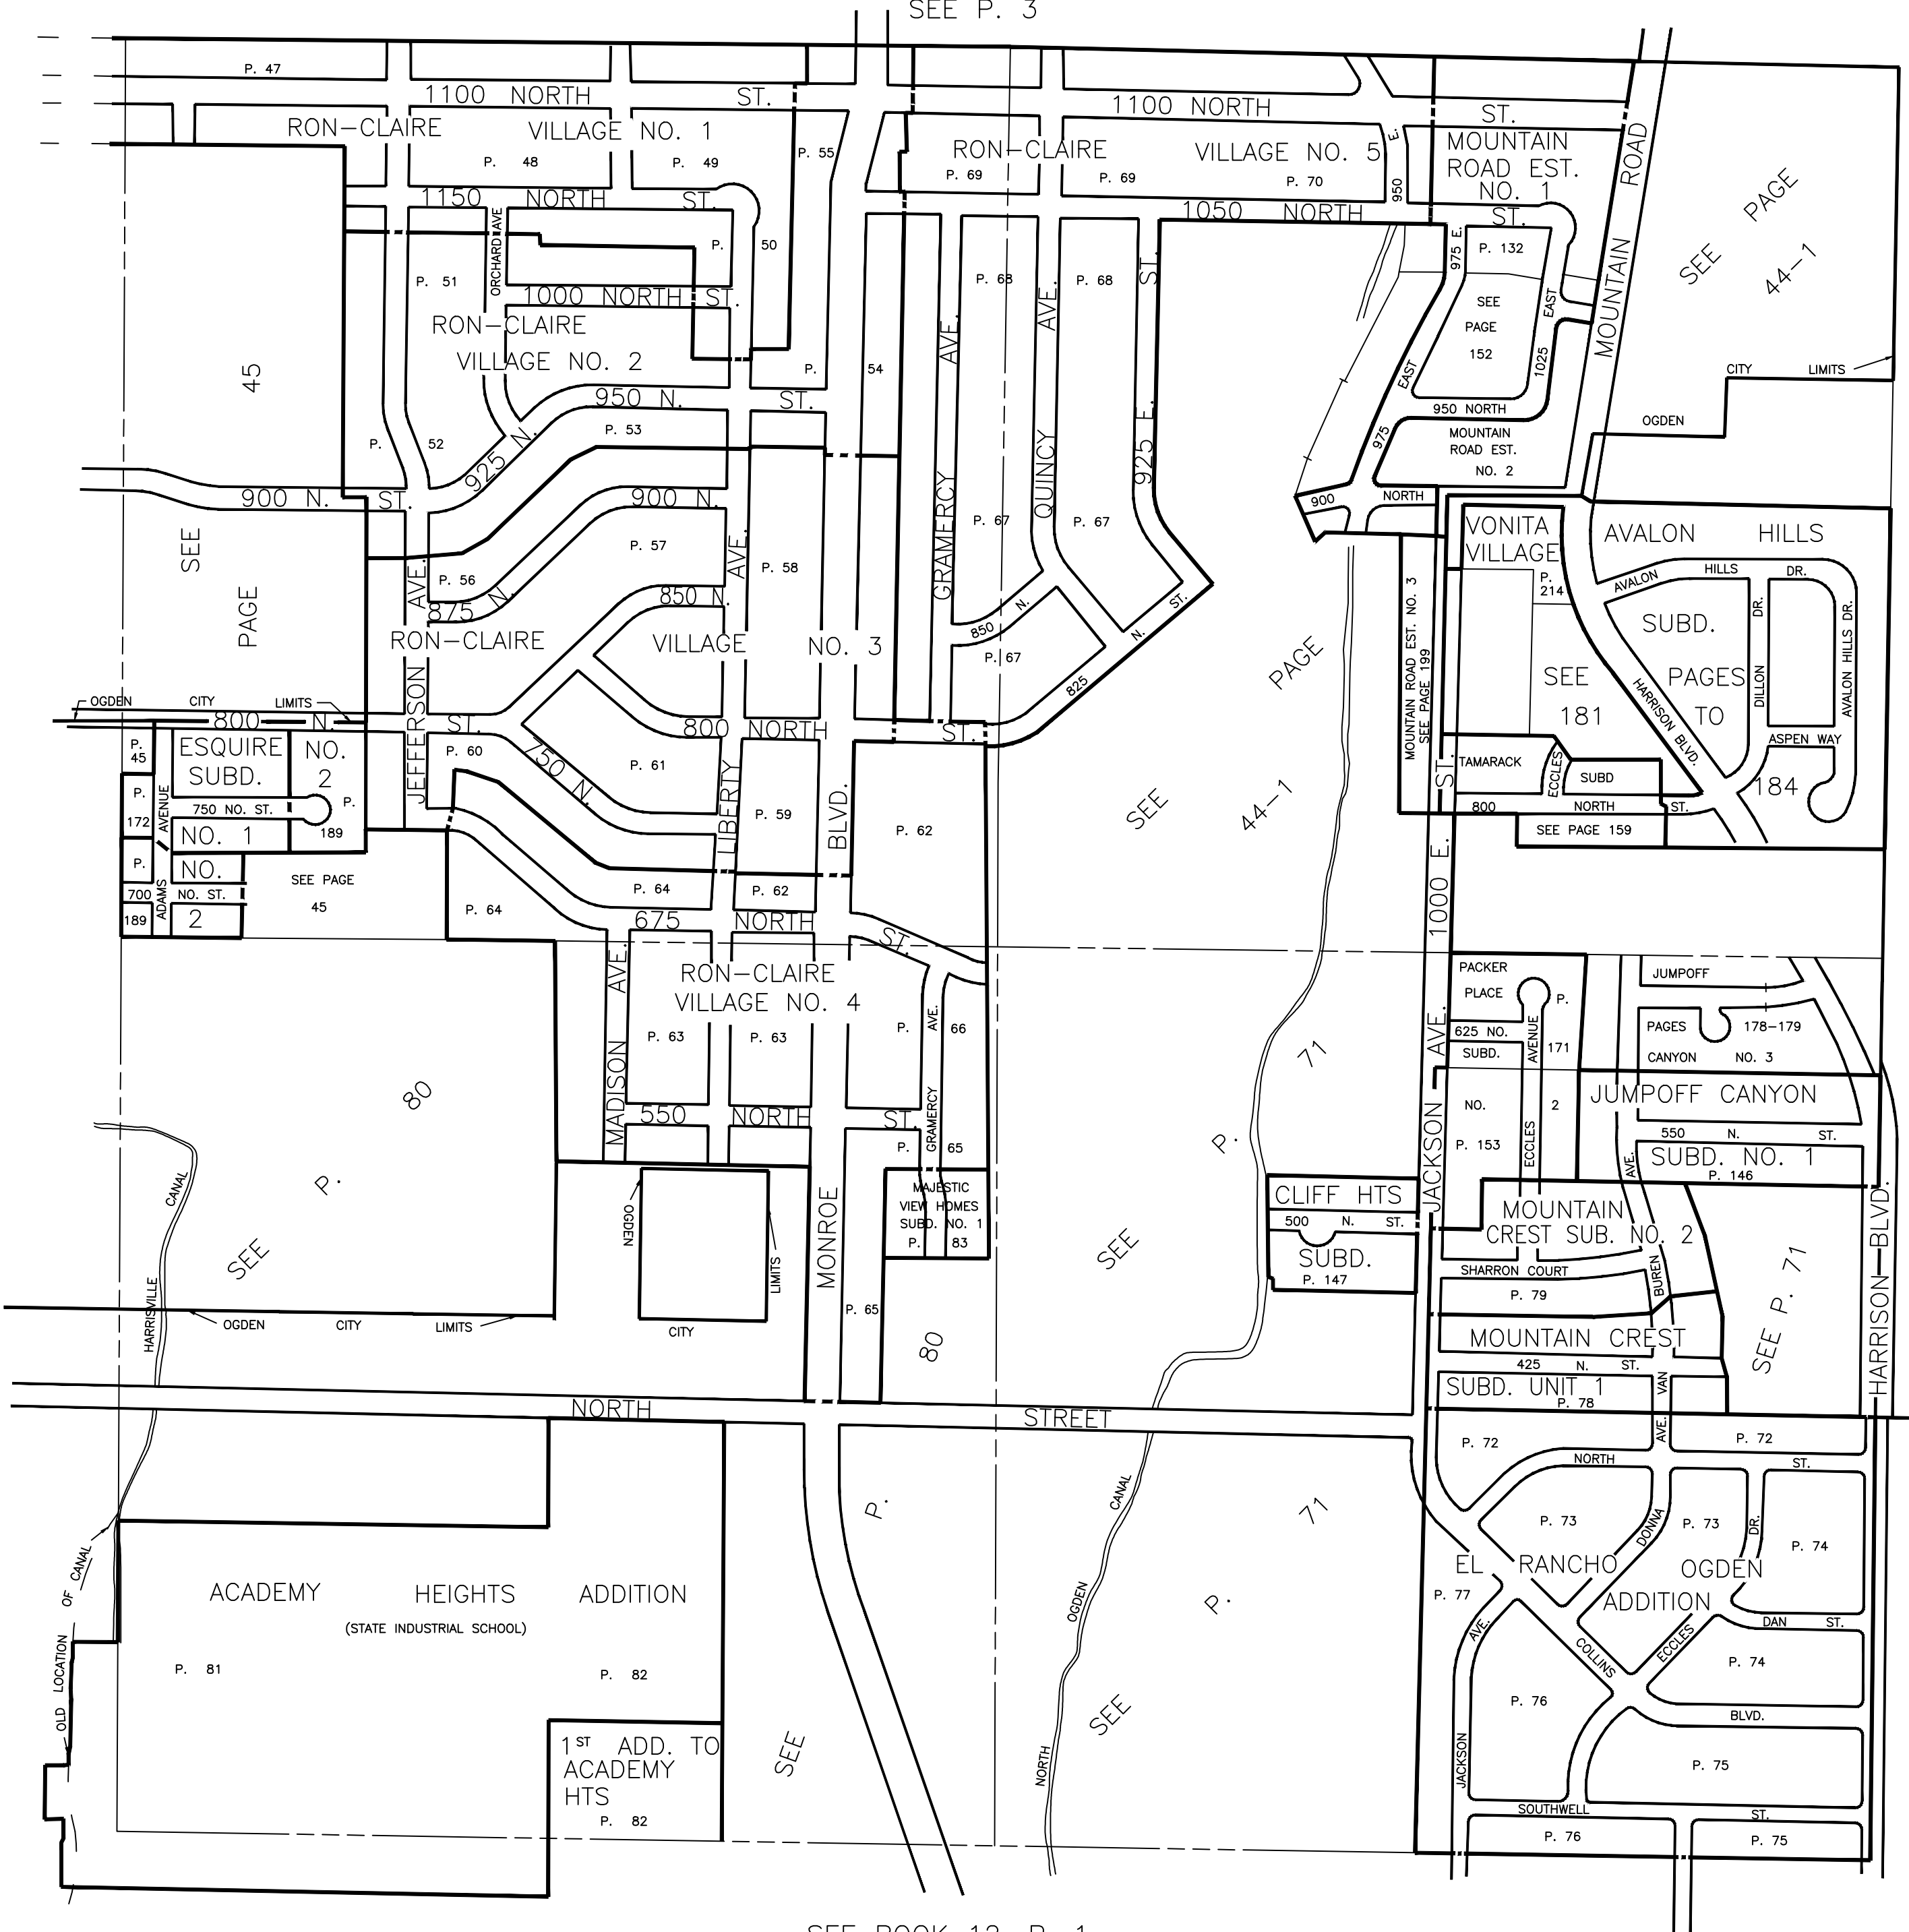 SEE P. 3
P. 47
1100 NORTH ST.
1100 NORTH ST.
RON-CLAIRE VILLAGE NO. 1
P. 48
P. 49
P. 55
RON-CLAIRE VILLAGE NO. 5
P. 69
P. 69
P. 70
950 E.
MOUNTAIN
ROAD EST.
NO. 1
MOUNTAIN ROAD
SEE PAGE
44-1
1150 NORTH ST.
1050 NORTH ST.
ORCHARD AVE
P. 50
P. 51
1000 NORTH ST.
RON-CLAIRE
VILLAGE NO. 2
P. 68
P. 68
975 E.
P. 132
SEE
PAGE
152
EAST
1025
EAST
975
950 NORTH
MOUNTAIN
ROAD EST.
NO. 2
MOUNTAIN
CITY LIMITS
OGDEN
45
P. 54
950 N. ST.
P. 52
P. 53
925 N.
GRAMERCY AVE.
QUINCY AVE.
925 E. ST.
900 N. ST.
900 N.
900 NORTH
SEE PAGE
P. 57
P. 58
AVE.
P. 67
P. 67
VONITA
VILLAGE
P.
214
AVALON HILLS
AVALON HILLS DR.
SUBD.
DILLON DR.
AVALON HILLS DR.
P. 56
875 N.
850 N.
850 N.
RON-CLAIRE VILLAGE NO. 3
P. 67
825 N. ST.
MOUNTAIN ROAD EST. NO. 3
SEE PAGE 199
SEE
181
PAGES
TO
184
HARRISON BLVD.
ASPEN WAY
OGDEN CITY LIMITS
800 N. ST.
800 NORTH ST.
JEFFERSON AVE.
P.
45
ESQUIRE
SUBD.
NO.
2
P. 60
750 N.
P. 61
LIBERTY
P. 59
BLVD.
P. 62
SEE PAGE
44-1
1000 E. ST.
TAMARACK SUBD
ECCLES
800 NORTH ST.
SEE PAGE 159
P.
172
AVENUE
750 NO. ST.
P.
189
NO. 1
P.
NO.
2
700 NO. ST.
189
ADAMS
SEE PAGE
45
P. 64
P. 64
P. 62
675 NORTH ST.
RON-CLAIRE
VILLAGE NO. 4
MADISON AVE.
P. 63
P. 63
P. 66
GRAMERCY AVE.
PACKER
PLACE
P.
171
625 NO.
SUBD.
AVENUE
JUMPOFF
PAGES 178-179
CANYON NO. 3
JUMPOFF CANYON
550 N. ST.
SUBD. NO. 1
P. 146
NO. 2
P. 153
ECCLES
AVE.
JACKSON AVE.
550 NORTH ST.
P. 65
SEE P. 80
HARRISVILLE CANAL
OGDEN
CITY
LIMITS
MONROE
MAJESTIC
VIEW HOMES
SUBD. NO. 1
P. 83
P. 65
SEE P. 71
CLIFF HTS
500 N. ST.
SUBD.
P. 147
MOUNTAIN
CREST SUB. NO. 2
SHARRON COURT
P. 79
BUREN
MOUNTAIN CREST
425 N. ST.
SUBD. UNIT 1
P. 78
VAN
AVE.
SEE P. 71
HARRISON BLVD.
OGDEN CITY LIMITS
NORTH STREET
SEE P. 80
P. 72
P. 72
NORTH ST.
P. 73
P. 73
DONNA
DR.
P. 74
EL RANCHO OGDEN
ADDITION
P. 77
DAN ST.
P. 74
COLLINS
ECCLES
BLVD.
P. 76
JACKSON AVE.
P. 75
SOUTHWELL ST.
P. 76
P. 75
NORTH OGDEN CANAL
SEE P. 71
OLD LOCATION OF CANAL
ACADEMY HEIGHTS ADDITION
(STATE INDUSTRIAL SCHOOL)
P. 81
P. 82
1ST ADD. TO
ACADEMY
HTS
P. 82